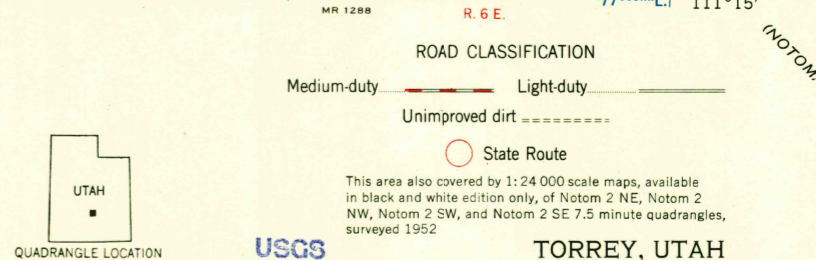 MR 1288
R. 6 E.
111°15'
(NOTOM
ROAD CLASSIFICATION
Medium-duty
Light-duty
Unimproved dirt
State Route
This area also covered by 1:24 000 scale maps, available
in black and white edition only, of Notom 2 NE, Notom 2
NW, Notom 2 SW, and Notom 2 SE 7.5 minute quadrangles,
surveyed 1952
UTAH
QUADRANGLE LOCATION
USGS
TORREY, UTAH